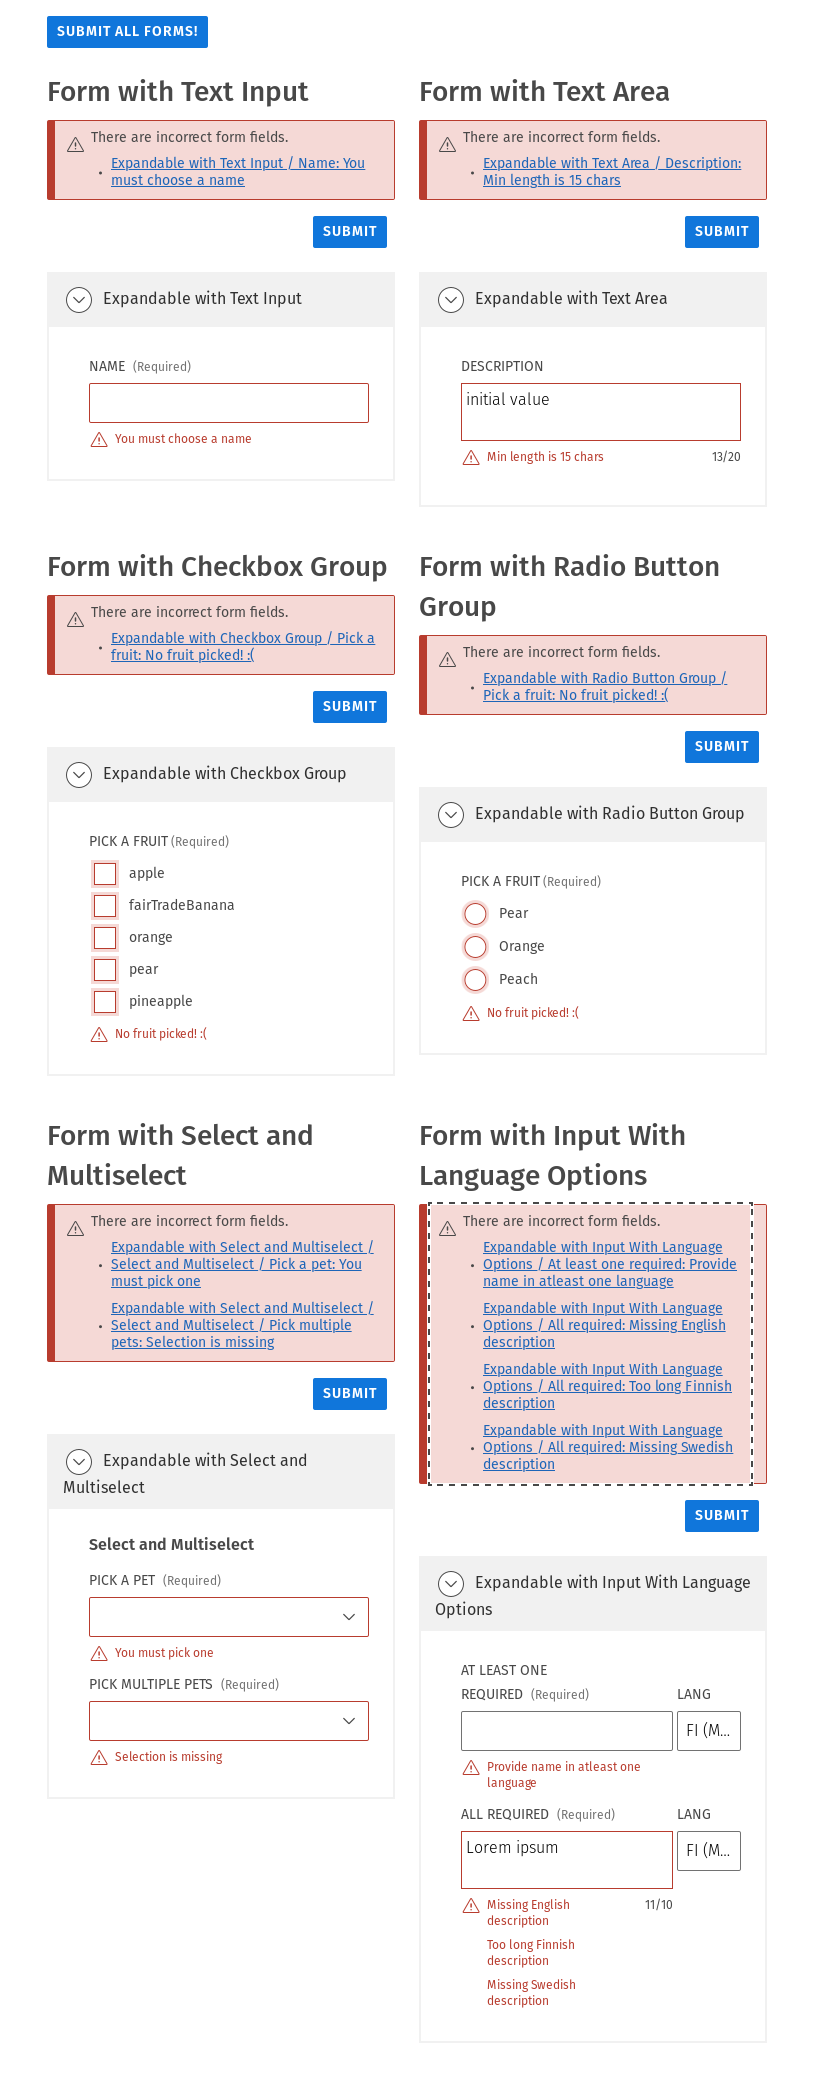 SUBMIT ALL FORMS!
Form with Text Input
There are incorrect form fields.
Expandable with Text Input / Name: You
must choose a name
SUBMIT
Expandable with Text Input
NAME (Required)
You must choose a name
Form with Text Area
There are incorrect form fields.
Expandable with Text Area / Description:
Min length is 15 chars
SUBMIT
Expandable with Text Area
DESCRIPTION
initial value
Min length is 15 chars 13/20
Form with Checkbox Group
There are incorrect form fields.
Expandable with Checkbox Group / Pick a
fruit: No fruit picked! :(
SUBMIT
Expandable with Checkbox Group
PICK A FRUIT (Required)
apple
fairTradeBanana
orange
pear
pineapple
No fruit picked! :(
Form with Radio Button
Group
There are incorrect form fields.
Expandable with Radio Button Group /
Pick a fruit: No fruit picked! :(
SUBMIT
Expandable with Radio Button Group
PICK A FRUIT (Required)
Pear
Orange
Peach
No fruit picked! :(
Form with Select and
Multiselect
There are incorrect form fields.
Expandable with Select and Multiselect /
Select and Multiselect / Pick a pet: You
must pick one
Expandable with Select and Multiselect /
Select and Multiselect / Pick multiple
pets: Selection is missing
SUBMIT
Expandable with Select and
Multiselect
Select and Multiselect
PICK A PET (Required)
You must pick one
PICK MULTIPLE PETS (Required)
Selection is missing
Form with Input With
Language Options
There are incorrect form fields.
Expandable with Input With Language
Options / At least one required: Provide
name in atleast one language
Expandable with Input With Language
Options / All required: Missing English
description
Expandable with Input With Language
Options / All required: Too long Finnish
description
Expandable with Input With Language
Options / All required: Missing Swedish
description
SUBMIT
Expandable with Input With Language
Options
AT LEAST ONE
REQUIRED (Required) LANG
FI (M...
Provide name in atleast one
language
ALL REQUIRED (Required) LANG
Lorem ipsum FI (M...
Missing English 11/10
description
Too long Finnish
description
Missing Swedish
description